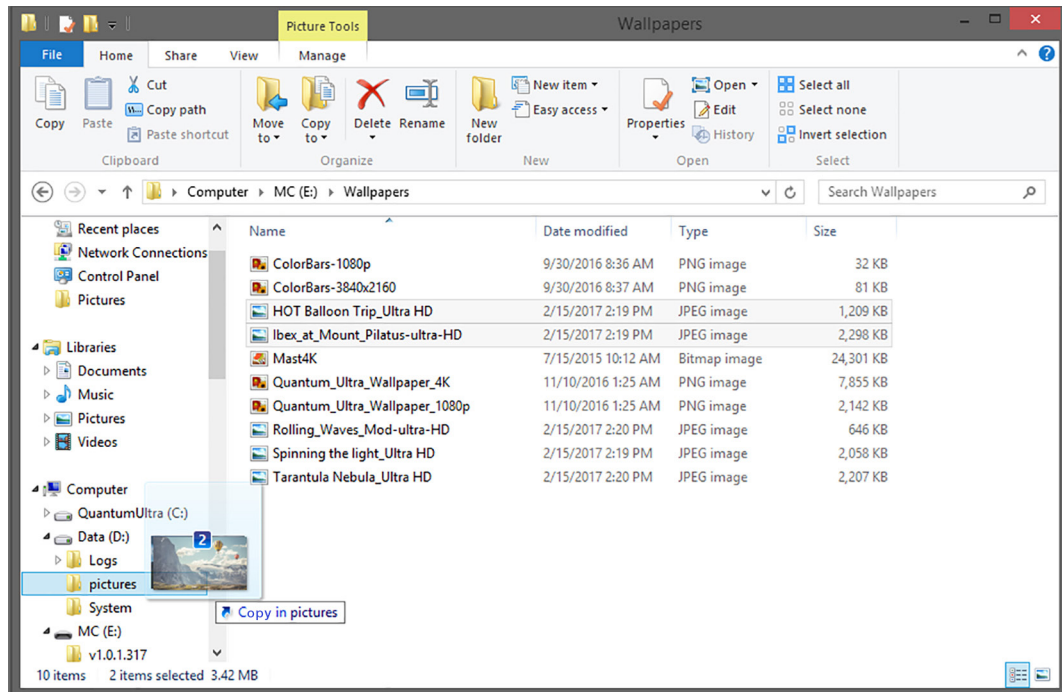 Picture Tools
Wallpapers
File Home Share View Manage
Copy
Paste
Cut
Copy path
Paste shortcut
Clipboard
Move to
Copy to
Delete
Rename
Organize
New folder
New item
Easy access
New
Properties
Open
Edit
History
Open
Select all
Select none
Invert selection
Select
Computer MC (E:) Wallpapers
Search Wallpapers
Recent places
Network Connections
Control Panel
Pictures
Libraries
Documents
Music
Pictures
Videos
Computer
QuantumUltra (C:)
Data (D:)
Logs
pictures
System
MC (E:)
v1.0.1.317
2
Copy in pictures
Name Date modified Type Size
ColorBars-1080p 9/30/2016 8:36 AM PNG image 32 KB
ColorBars-3840x2160 9/30/2016 8:37 AM PNG image 81 KB
HOT Balloon Trip_Ultra HD 2/15/2017 2:19 PM JPEG image 1,209 KB
Ibex_at_Mount_Pilatus-ultra-HD 2/15/2017 2:19 PM JPEG image 2,298 KB
Mast4K 7/15/2015 10:12 AM Bitmap image 24,301 KB
Quantum_Ultra_Wallpaper_4K 11/10/2016 1:25 AM PNG image 7,855 KB
Quantum_Ultra_Wallpaper_1080p 11/10/2016 1:25 AM PNG image 2,142 KB
Rolling_Waves_Mod-ultra-HD 2/15/2017 2:20 PM JPEG image 646 KB
Spinning the light_Ultra HD 2/15/2017 2:19 PM JPEG image 2,058 KB
Tarantula Nebula_Ultra HD 2/15/2017 2:20 PM JPEG image 2,207 KB
10 items 2 items selected 3.42 MB